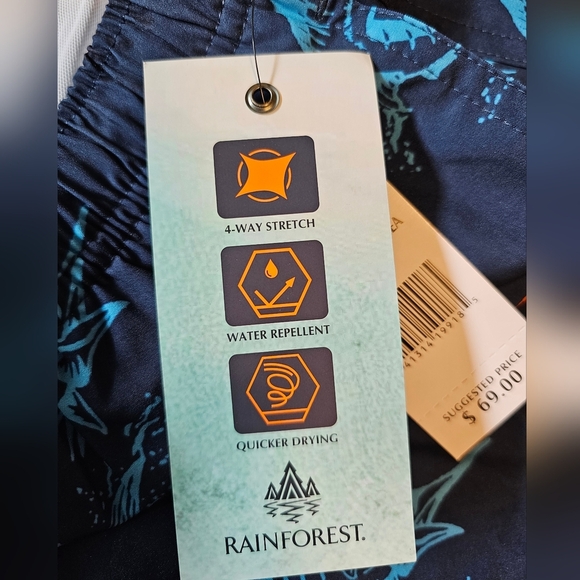 4-WAY STRETCH
WATER REPELLENT
QUICKER DRYING
RAINFOREST.
SUGGESTED PRICE
$ 69.00